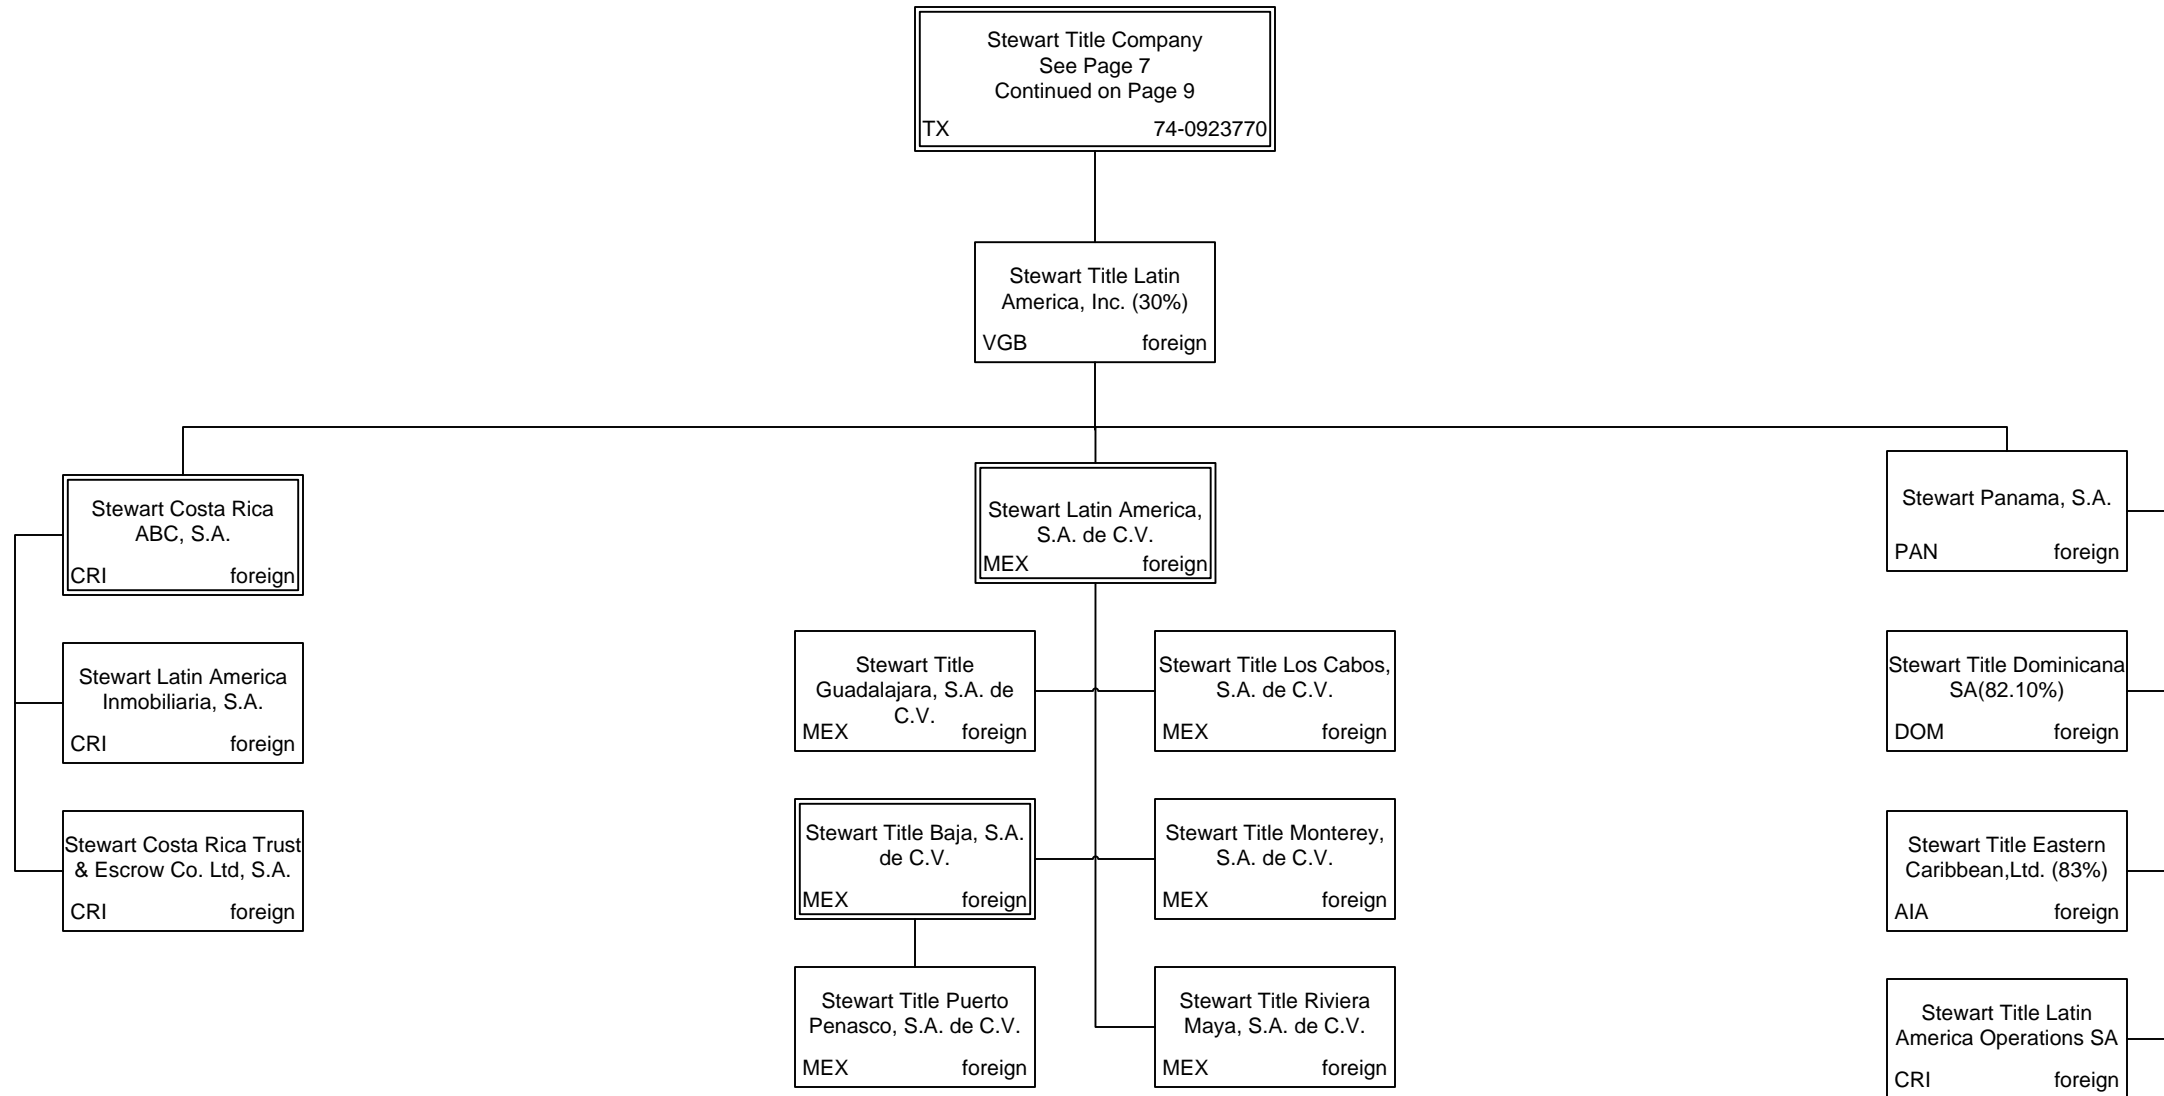 Stewart Title Company
See Page 7
Continued on Page 9
TX 74-0923770
Stewart Title Latin
America, Inc. (30%)
VGB foreign
Stewart Costa Rica
ABC, S.A.
CRI foreign
Stewart Latin America
Inmobiliaria, S.A.
CRI foreign
Stewart Costa Rica Trust
& Escrow Co. Ltd, S.A.
CRI foreign
Stewart Latin America,
S.A. de C.V.
MEX foreign
Stewart Title
Guadalajara, S.A. de
C.V.
MEX foreign
Stewart Title Los Cabos,
S.A. de C.V.
MEX foreign
Stewart Title Baja, S.A.
de C.V.
MEX foreign
Stewart Title Monterey,
S.A. de C.V.
MEX foreign
Stewart Title Puerto
Penasco, S.A. de C.V.
MEX foreign
Stewart Title Riviera
Maya, S.A. de C.V.
MEX foreign
Stewart Panama, S.A.
PAN foreign
Stewart Title Dominicana
SA(82.10%)
DOM foreign
Stewart Title Eastern
Caribbean,Ltd. (83%)
AIA foreign
Stewart Title Latin
America Operations SA
CRI foreign